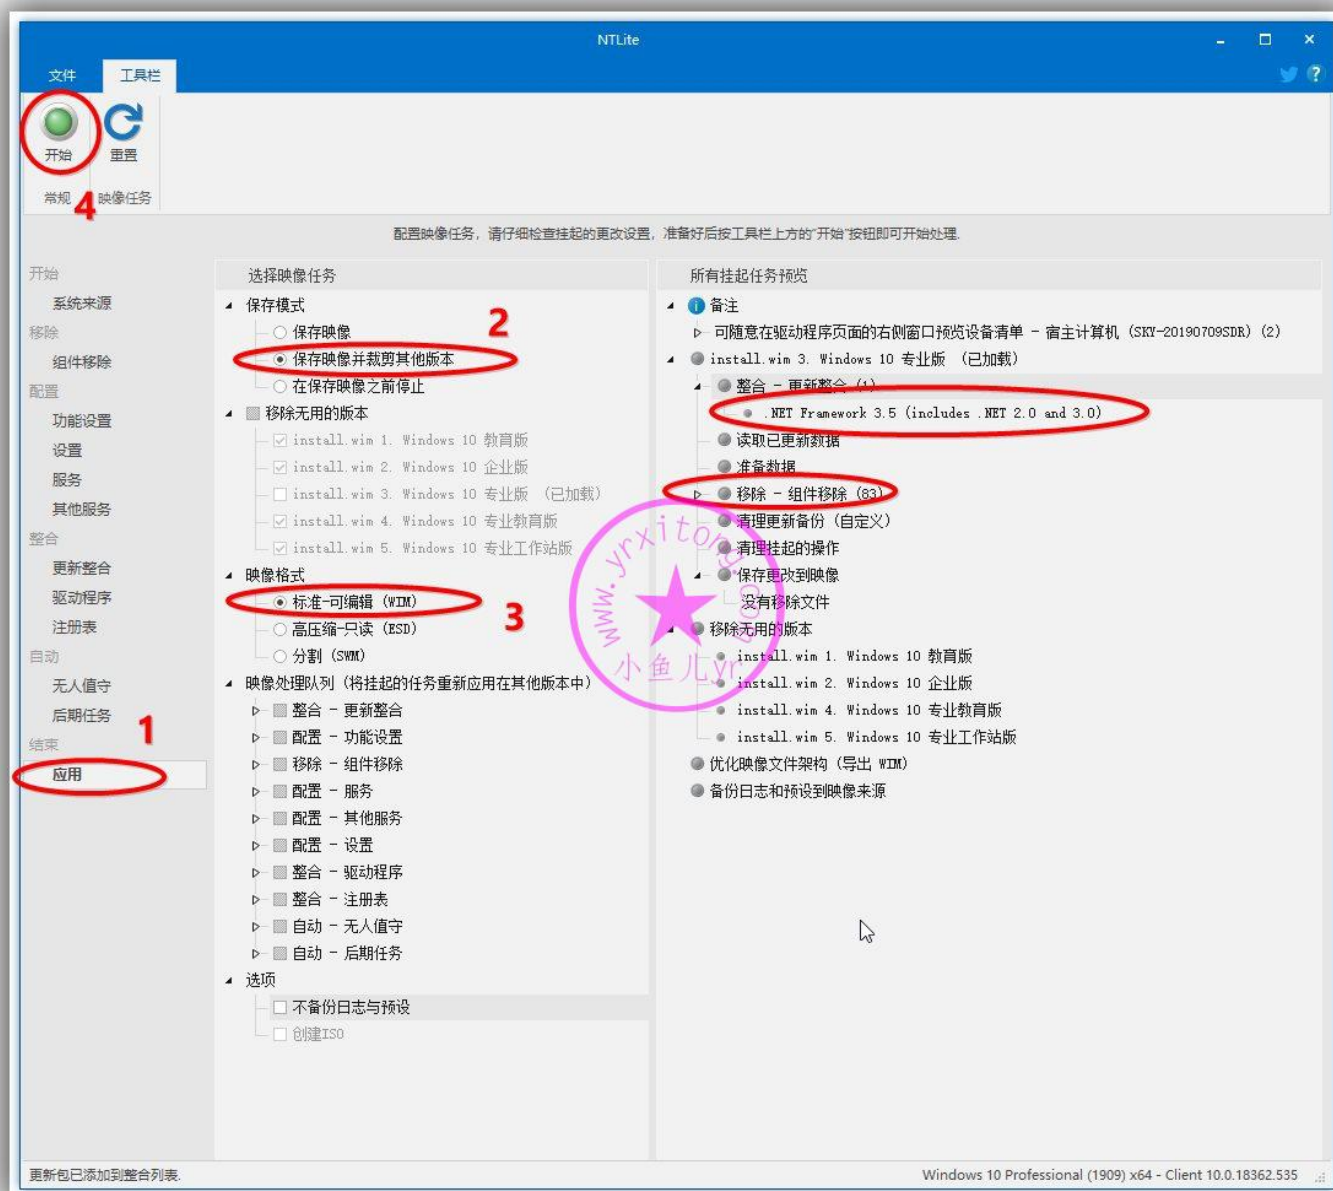 NTLite
文件 工具栏
开始 重置
常规 映像任务
4
配置映像任务，请仔细检查挂起的更改设置，准备好后按工具栏上方的“开始”按钮即可开始处理.
开始
系统来源
移除
组件移除
配置
功能设置
设置
服务
其他服务
整合
更新整合
驱动程序
注册表
自动
无人值守
后期任务
1
结束
应用
选择映像任务
保存模式
保存映像
2
保存映像并裁剪其他版本
在保存映像之前停止
移除无用的版本
install.wim 1. Windows 10 教育版
install.wim 2. Windows 10 企业版
install.wim 3. Windows 10 专业版 （已加载）
install.wim 4. Windows 10 专业教育版
install.wim 5. Windows 10 专业工作站版
映像格式
标准-可编辑 (WIM)
3
高压缩-只读 (ESD)
分割 (SWM)
映像处理队列（将挂起的任务重新应用在其他版本中）
整合 - 更新整合
配置 - 功能设置
移除 - 组件移除
配置 - 服务
配置 - 其他服务
配置 - 设置
整合 - 驱动程序
整合 - 注册表
自动 - 无人值守
自动 - 后期任务
选项
不备份日志与预设
创建ISO
所有挂起任务预览
备注
可随意在驱动程序页面的右侧窗口预览设备清单 - 宿主计算机 (SKY-20190709SDR) (2)
install.wim 3. Windows 10 专业版 （已加载）
整合 - 更新整合 (1)
.NET Framework 3.5 (includes .NET 2.0 and 3.0)
读取已更新数据
准备数据
移除 - 组件移除 (83)
清理更新备份（自定义）
清理挂起的操作
保存更改到映像
没有移除文件
移除无用的版本
install.wim 1. Windows 10 教育版
install.wim 2. Windows 10 企业版
install.wim 4. Windows 10 专业教育版
install.wim 5. Windows 10 专业工作站版
优化映像文件架构（导出 WIM）
备份日志和预设到映像来源
www.yrxitong.com
小鱼儿yr
更新包已添加到整合列表.
Windows 10 Professional (1909) x64 - Client 10.0.18362.535